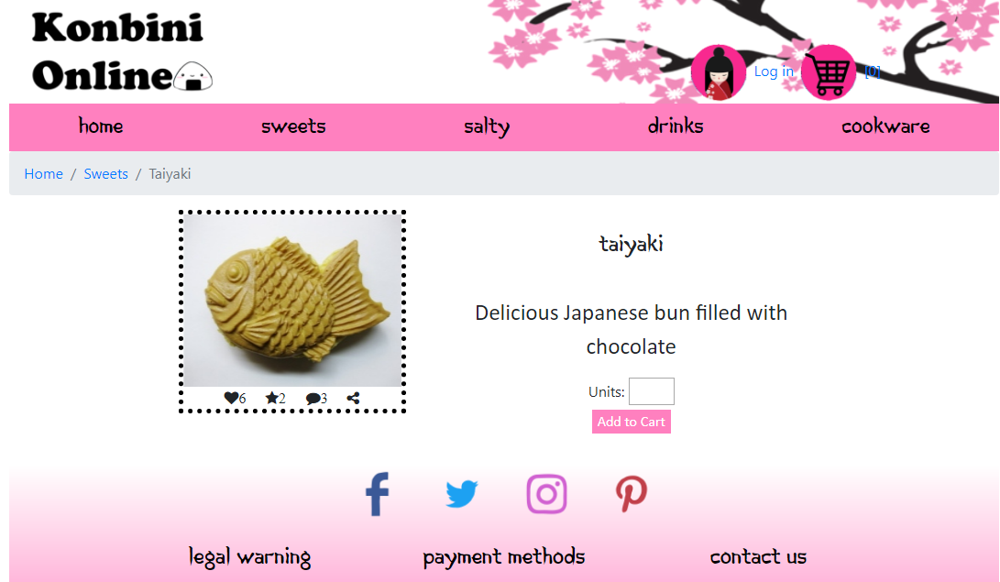 Konbini
Online
Log in [0]
home sweets salty drinks cookware
Home / Sweets / Taiyaki
taiyaki
Delicious Japanese bun filled with
chocolate
6 2 3
Units:
Add to Cart
legal warning payment methods contact us